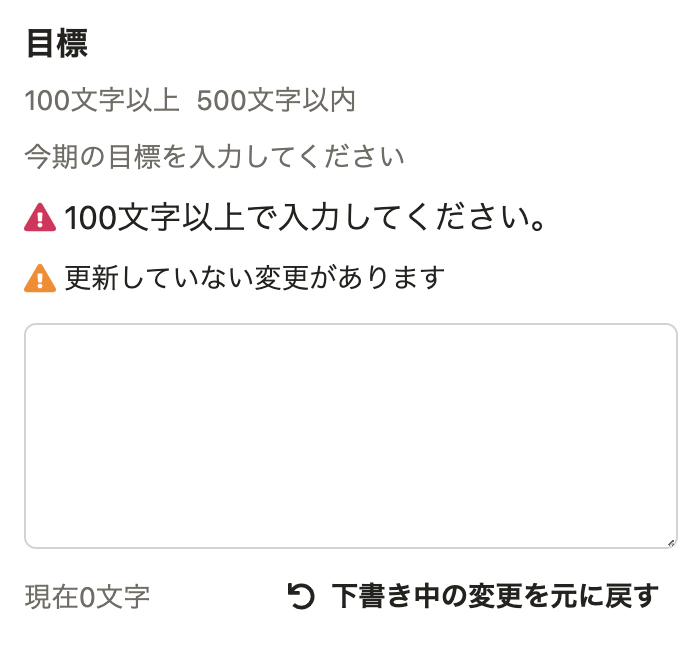 目標
100文字以上 500文字以内
今期の目標を入力してください
100文字以上で入力してください。
更新していない変更があります
現在0文字 下書き中の変更を元に戻す